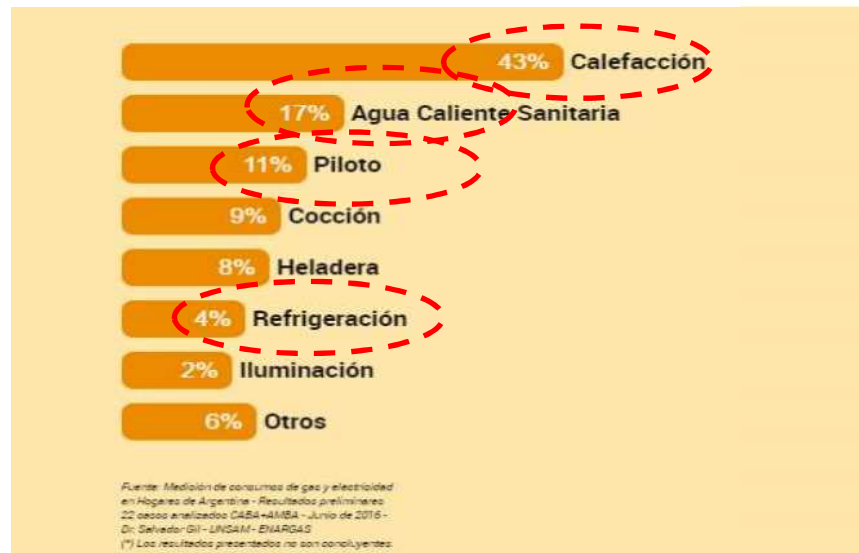 43% Calefacción
17% Agua Caliente Sanitaria
11% Piloto
9% Cocción
8% Heladera
4% Refrigeración
2% Iluminación
6% Otros
Fuente: Medición de consumos de gas y electricidad
en Hogares de Argentina - Resultados preliminares
22 casos analizados CABA+AMBA - Junio de 2016 -
Dr. Salvador Gil - UNSAM - ENARGAS
(*) Los resultados presentados no son concluyentes.